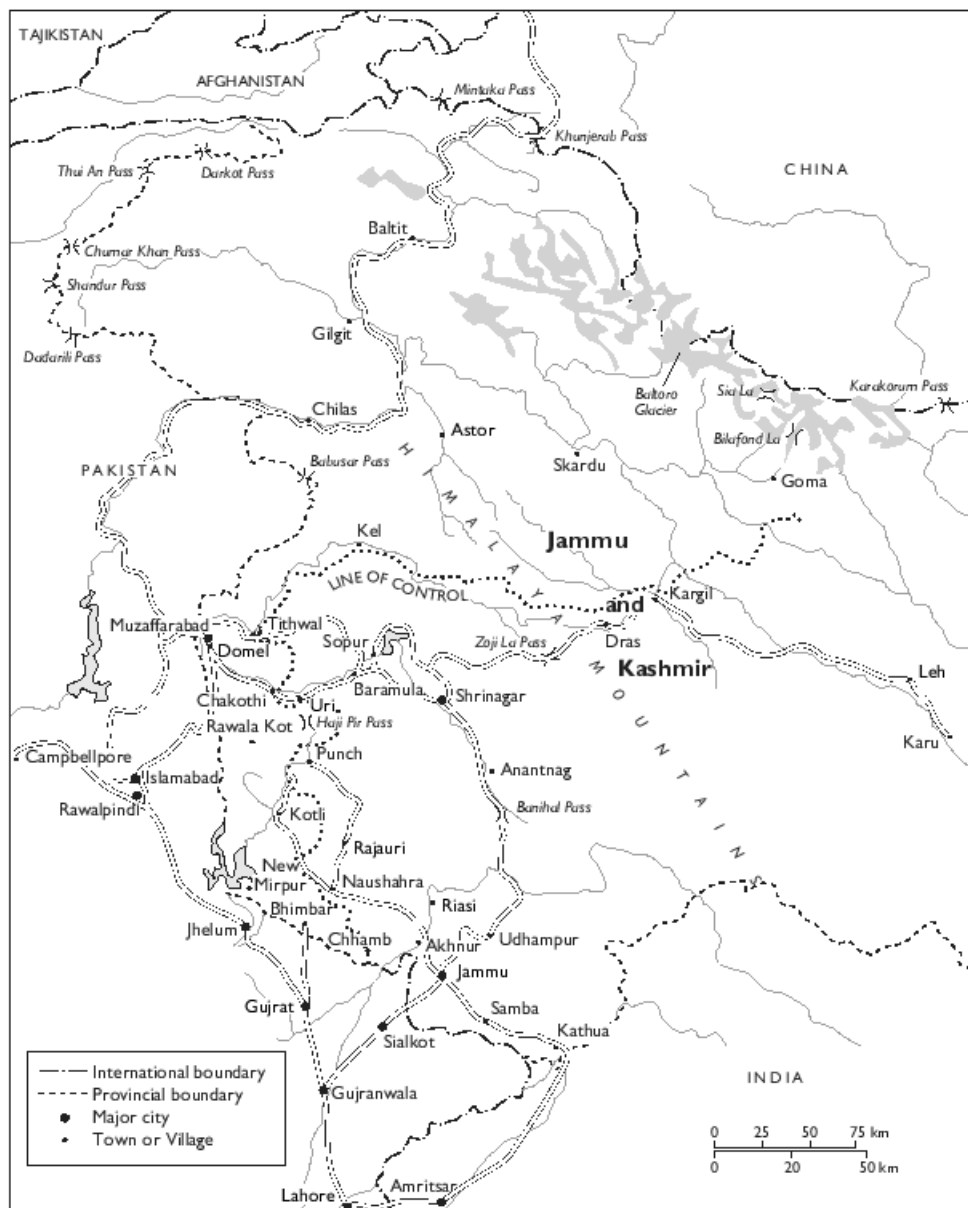 TAJIKISTAN
AFGHANISTAN
Mintaka Pass
Khunjerab Pass
CHINA
Thui An Pass
Darkot Pass
Baltit
Chumar Khan Pass
Shandur Pass
Gilgit
Dadarili Pass
Baltoro
Glacier
Sia La
Karakorum Pass
Chilas
Astor
Bilafond La
PAKISTAN
Babusar Pass
Skardu
Goma
HIMALAYA MOUNTAINS
Kel
Jammu
LINE OF CONTROL
and
Kargil
Muzaffarabad
Tithwal
Domel
Sopur
Zoji La Pass
Dras
Kashmir
Leh
Chakothi
Uri
Baramula
Shrinagar
Rawala Kot
Haji Pir Pass
Karu
Campbellpore
Punch
Islamabad
Anantnag
Rawalpindi
Kotli
Banihal Pass
Rajauri
New
Mirpur
Naushahra
Riasi
Bhimbar
Jhelum
Chhamb
Akhnur
Udhampur
Jammu
Gujrat
Samba
Sialkot
Kathua
International boundary
Provincial boundary
Major city
Town or Village
Gujranwala
INDIA
0 25 50 75 km
0 20 50 km
Lahore
Amritsar